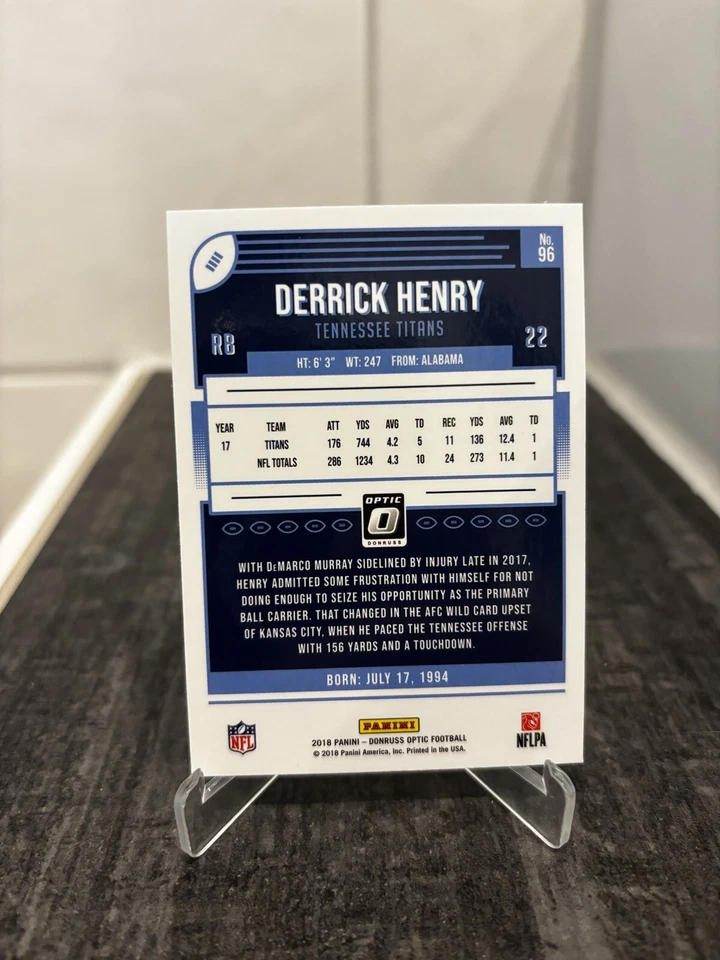 No.
96
DERRICK HENRY
TENNESSEE TITANS
RB
22
HT: 6' 3" WT: 247 FROM: ALABAMA
YEAR TEAM ATT YDS AVG TD REC YDS AVG TD
17 TITANS 176 744 4.2 5 11 136 12.4 1
NFL TOTALS 286 1234 4.3 10 24 273 11.4 1
OPTIC
O
DONRUSS
WITH DeMARCO MURRAY SIDELINED BY INJURY LATE IN 2017,
HENRY ADMITTED SOME FRUSTRATION WITH HIMSELF FOR NOT
DOING ENOUGH TO SEIZE HIS OPPORTUNITY AS THE PRIMARY
BALL CARRIER. THAT CHANGED IN THE AFC WILD CARD UPSET
OF KANSAS CITY, WHEN HE PACED THE TENNESSEE OFFENSE
WITH 156 YARDS AND A TOUCHDOWN.
BORN: JULY 17, 1994
NFL
PANINI
NFLPA
2018 PANINI – DONRUSS OPTIC FOOTBALL
© 2018 Panini America, Inc. Printed in the USA.